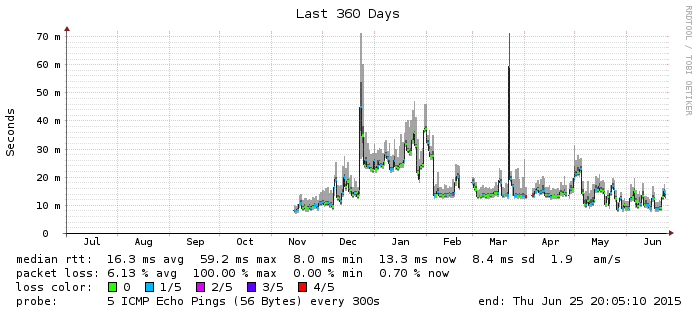 Last 360 Days
RRDTOOL / TOBI OETIKER
Seconds
70 m
60 m
50 m
40 m
30 m
20 m
10 m
0
Jul Aug Sep Oct Nov Dec Jan Feb Mar Apr May Jun
median rtt: 16.3 ms avg 59.2 ms max 8.0 ms min 13.3 ms now 8.4 ms sd 1.9 am/s
packet loss: 6.13 % avg 100.00 % max 0.00 % min 0.70 % now
loss color: 0 1/5 2/5 3/5 4/5
probe: 5 ICMP Echo Pings (56 Bytes) every 300s end: Thu Jun 25 20:05:10 2015